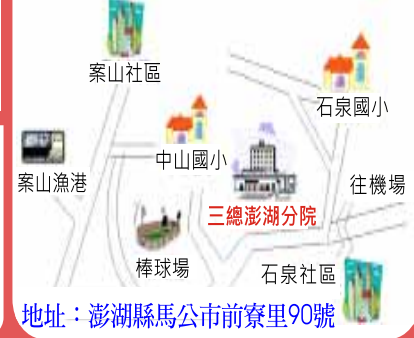 案山社區
石泉國小
中山國小
案山漁港
往機場
三總澎湖分院
棒球場
石泉社區
地址：澎湖縣馬公市前寮里90號